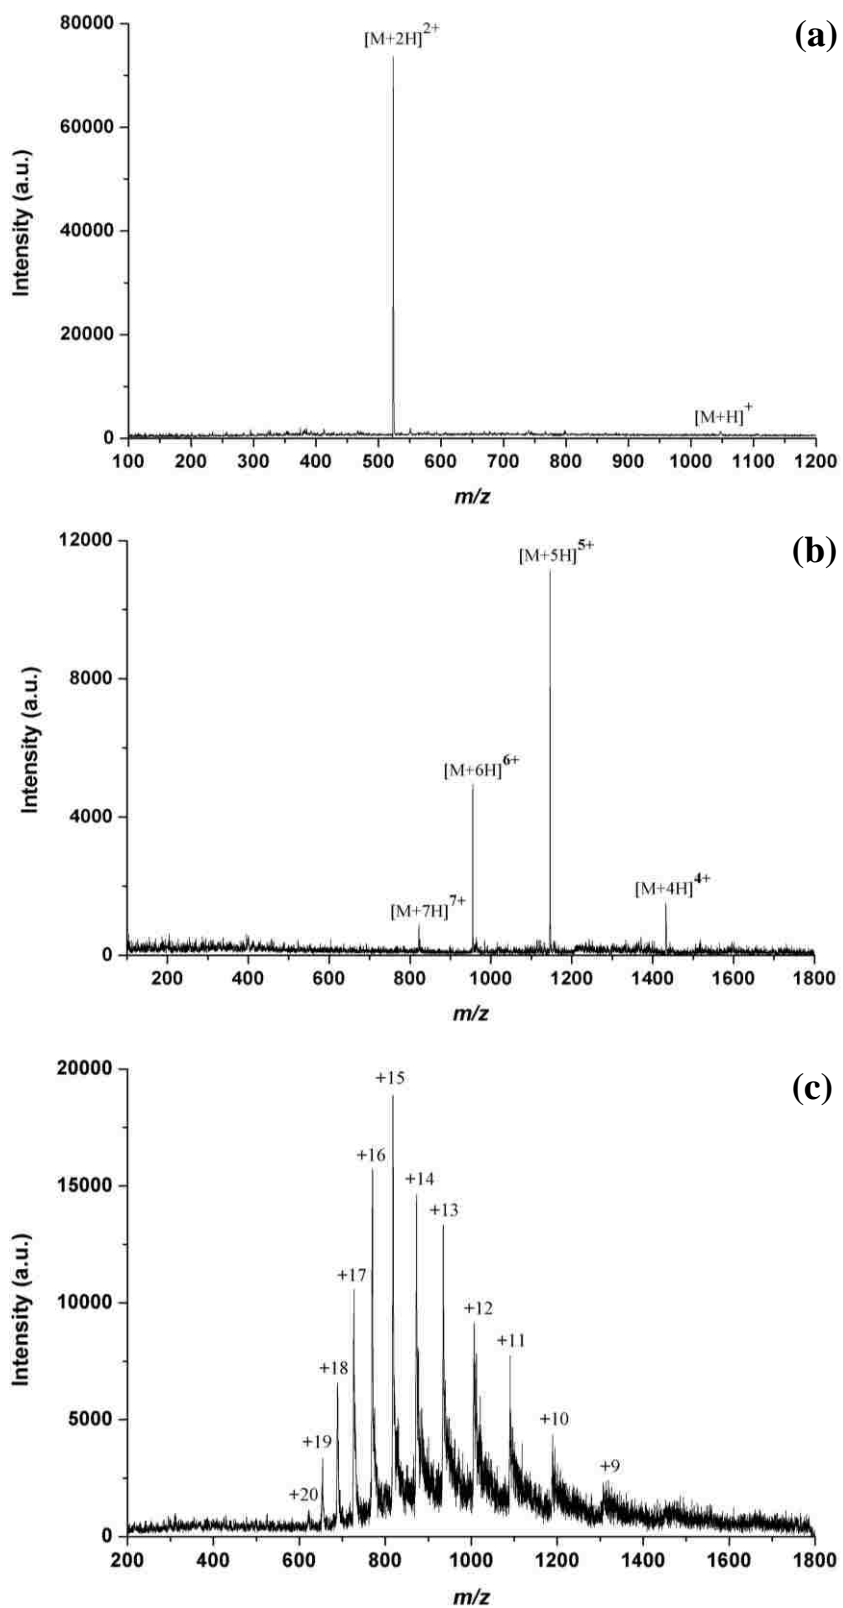 (a)
80000
[M+2H]2+
60000
40000
20000
0
[M+H]+
Intensity (a.u.)
100 200 300 400 500 600 700 800 900 1000 1100 1200
m/z
(b)
12000
[M+5H]5+
8000
[M+6H]6+
4000
[M+7H]7+
[M+4H]4+
0
Intensity (a.u.)
200 400 600 800 1000 1200 1400 1600 1800
m/z
(c)
20000
+15
+16
15000
+14
+13
+17
10000
+12
+11
+18
5000
+10
+19
+9
+20
0
Intensity (a.u.)
200 400 600 800 1000 1200 1400 1600 1800
m/z